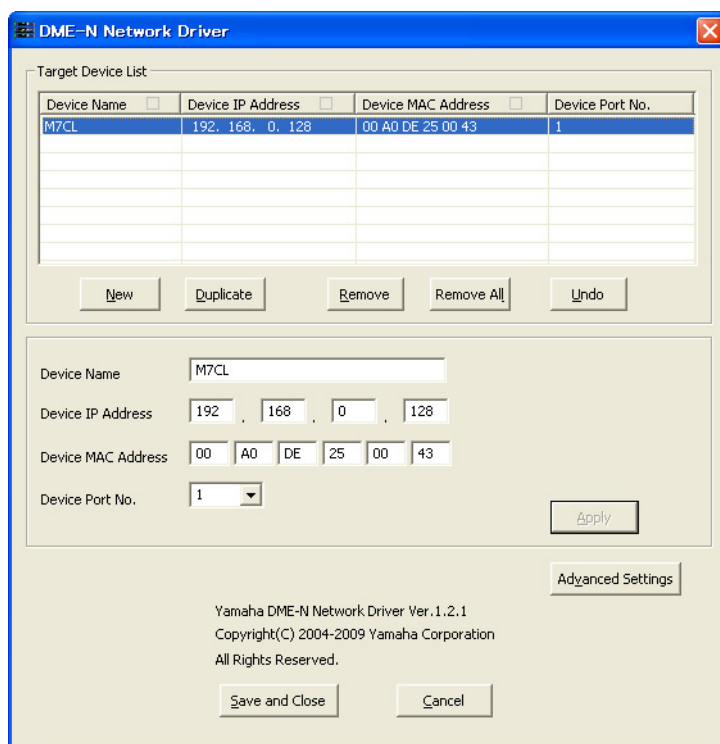 DME-N Network Driver
Target Device List
Device Name Device IP Address Device MAC Address Device Port No.
M7CL 192. 168. 0. 128 00 A0 DE 25 00 43 1
New Duplicate Remove Remove All Undo
Device Name M7CL
Device IP Address 192 . 168 . 0 . 128
Device MAC Address 00 A0 DE 25 00 43
Device Port No. 1
Apply
Advanced Settings
Yamaha DME-N Network Driver Ver.1.2.1
Copyright(C) 2004-2009 Yamaha Corporation
All Rights Reserved.
Save and Close Cancel